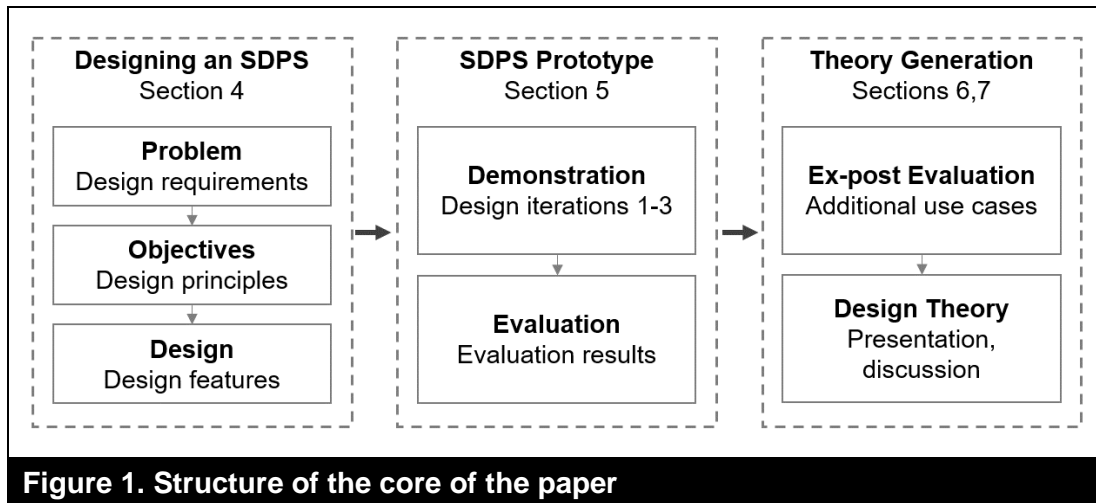 Designing an SDPS
Section 4
Problem
Design requirements
Objectives
Design principles
Design
Design features
SDPS Prototype
Section 5
Demonstration
Design iterations 1-3
Evaluation
Evaluation results
Theory Generation
Sections 6,7
Ex-post Evaluation
Additional use cases
Design Theory
Presentation,
discussion
Figure 1. Structure of the core of the paper